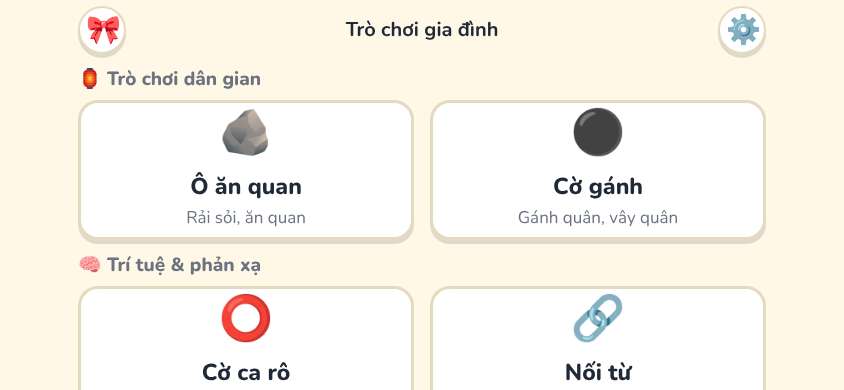 Trò chơi gia đình
Trò chơi dân gian
Ô ăn quan
Rải sỏi, ăn quan
Cờ gánh
Gánh quân, vây quân
Trí tuệ & phản xạ
Cờ ca rô
Nối từ